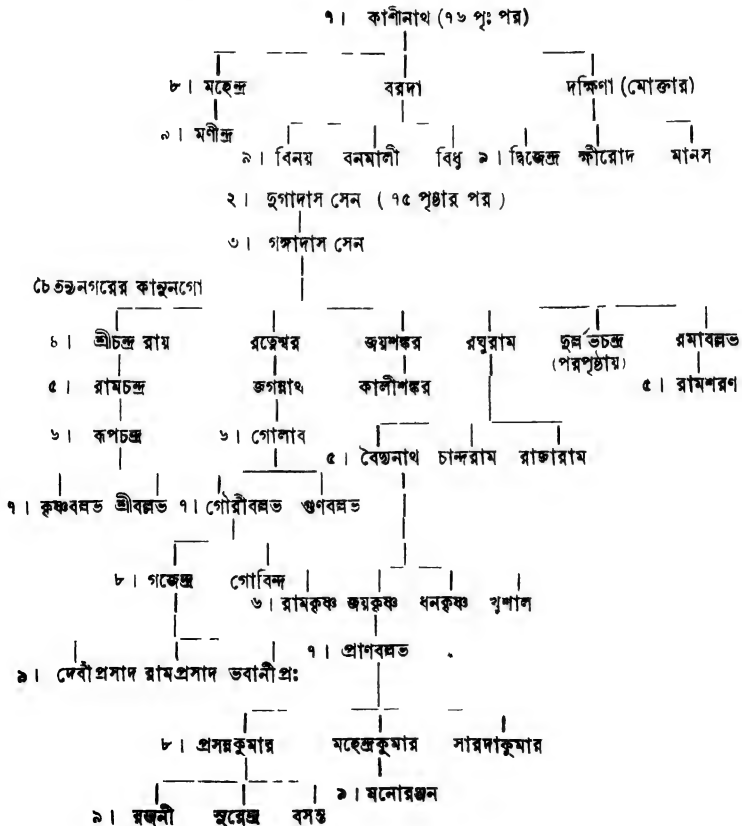 ৭। কাশীনাথ (৭৬ পৃঃ পর)
৮। মহেন্দ্র বরদা দক্ষিণা (মোক্তার)
৯। মণীন্দ্র
৯। বিনয় বনমালী বিধু ৯। দ্বিজেন্দ্র ক্ষীরোদ মানস
২। দুর্গাদাস সেন (৭৫ পৃষ্ঠার পর)
৩। গঙ্গাদাস সেন
চৈতন্যনগরের কানুনগো
৪। শ্রীচন্দ্র রায় রত্নেশ্বর জয়শঙ্কর রঘুরাম দুর্ল্লভচন্দ্র রমাবল্লভ
(পরপৃষ্ঠায়)
৫। রামচন্দ্র জগন্নাথ কালীশঙ্কর ৫। রামশরণ
৬। রূপচন্দ্র ৬। গোলাব
৫। বৈদ্যনাথ চান্দরাম রাজারাম
৭। কৃষ্ণবল্লভ শ্রীবল্লভ ৭। গৌরীবল্লভ গুণবল্লভ
৮। গজেন্দ্র গোবিন্দ
৬। রামকৃষ্ণ জয়কৃষ্ণ ধনকৃষ্ণ খুশাল
৭। প্রাণবল্লভ
৯। দেবীপ্রসাদ রামপ্রসাদ ভবানীপ্রঃ
৮। প্রসন্নকুমার মহেন্দ্রকুমার সারদাকুমার
৯। মনোরঞ্জন
৯। রজনী সুরেন্দ্র বসন্ত